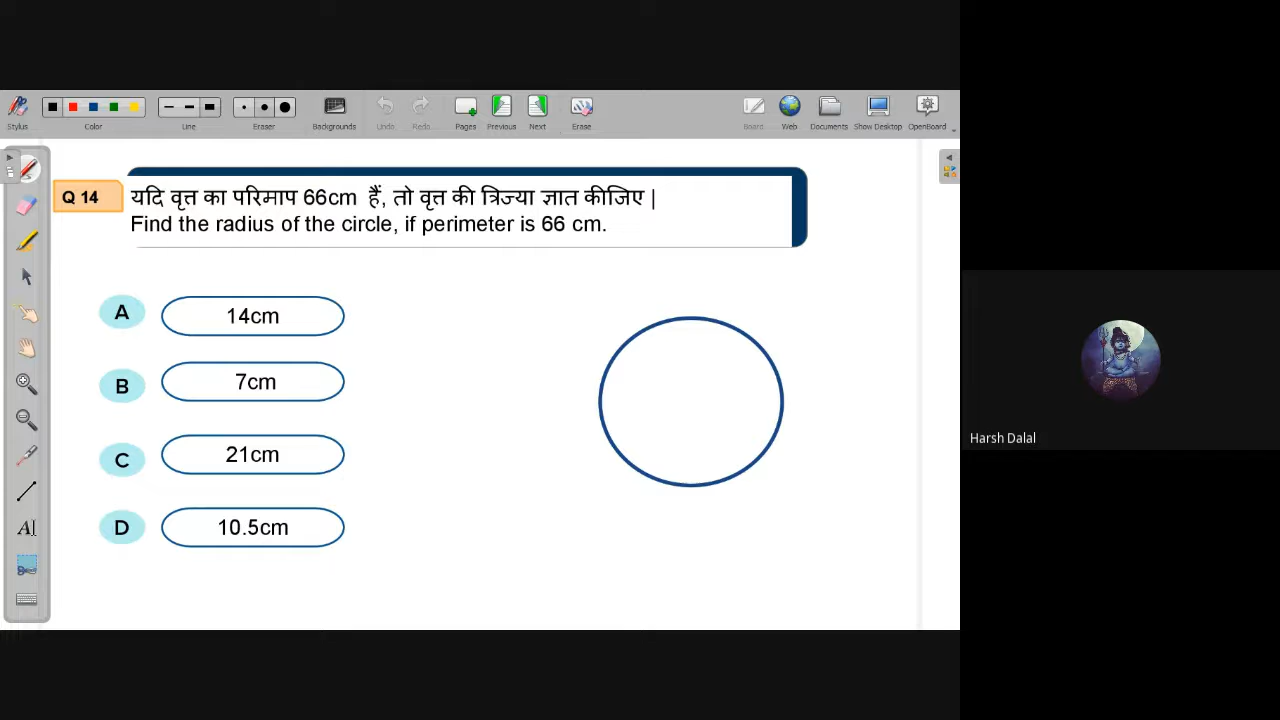 Stylus
Color
Line
Eraser
Backgrounds
Undo
Redo
Pages
Previous
Next
Erase
Board
Web
Documents
Show Desktop
OpenBoard
Q 14
यदि वृत्त का परिमाप 66cm हैं, तो वृत्त की त्रिज्या ज्ञात कीजिए |
Find the radius of the circle, if perimeter is 66 cm.
A 14cm
B 7cm
C 21cm
D 10.5cm
AI
Harsh Dalal